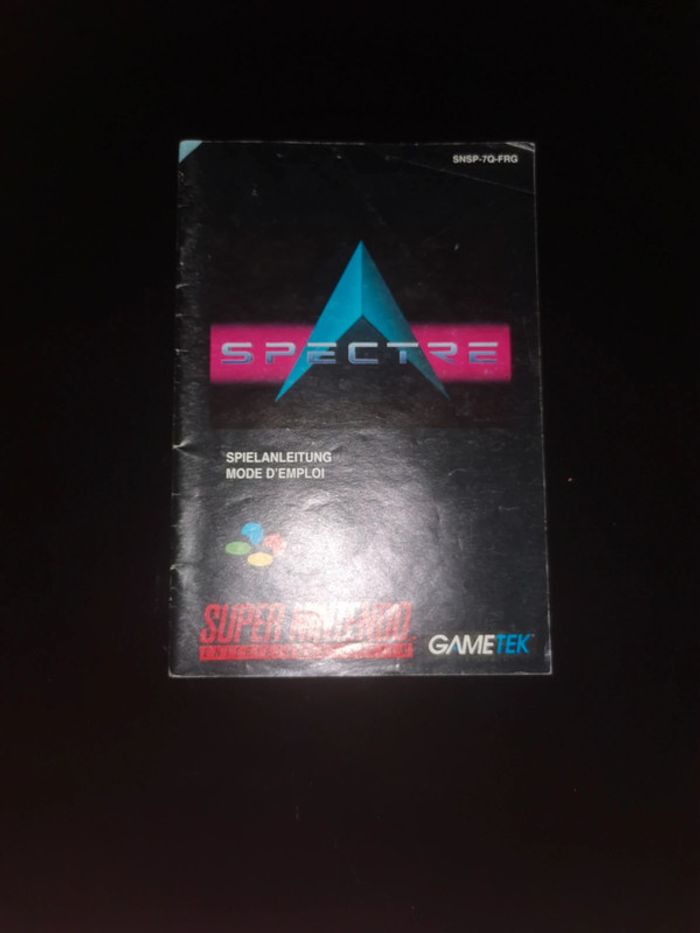 SNSP-7Q-FRG
SPECTRE
SPIELANLEITUNG
MODE D'EMPLOI
SUPER NINTENDO
GAMETEK